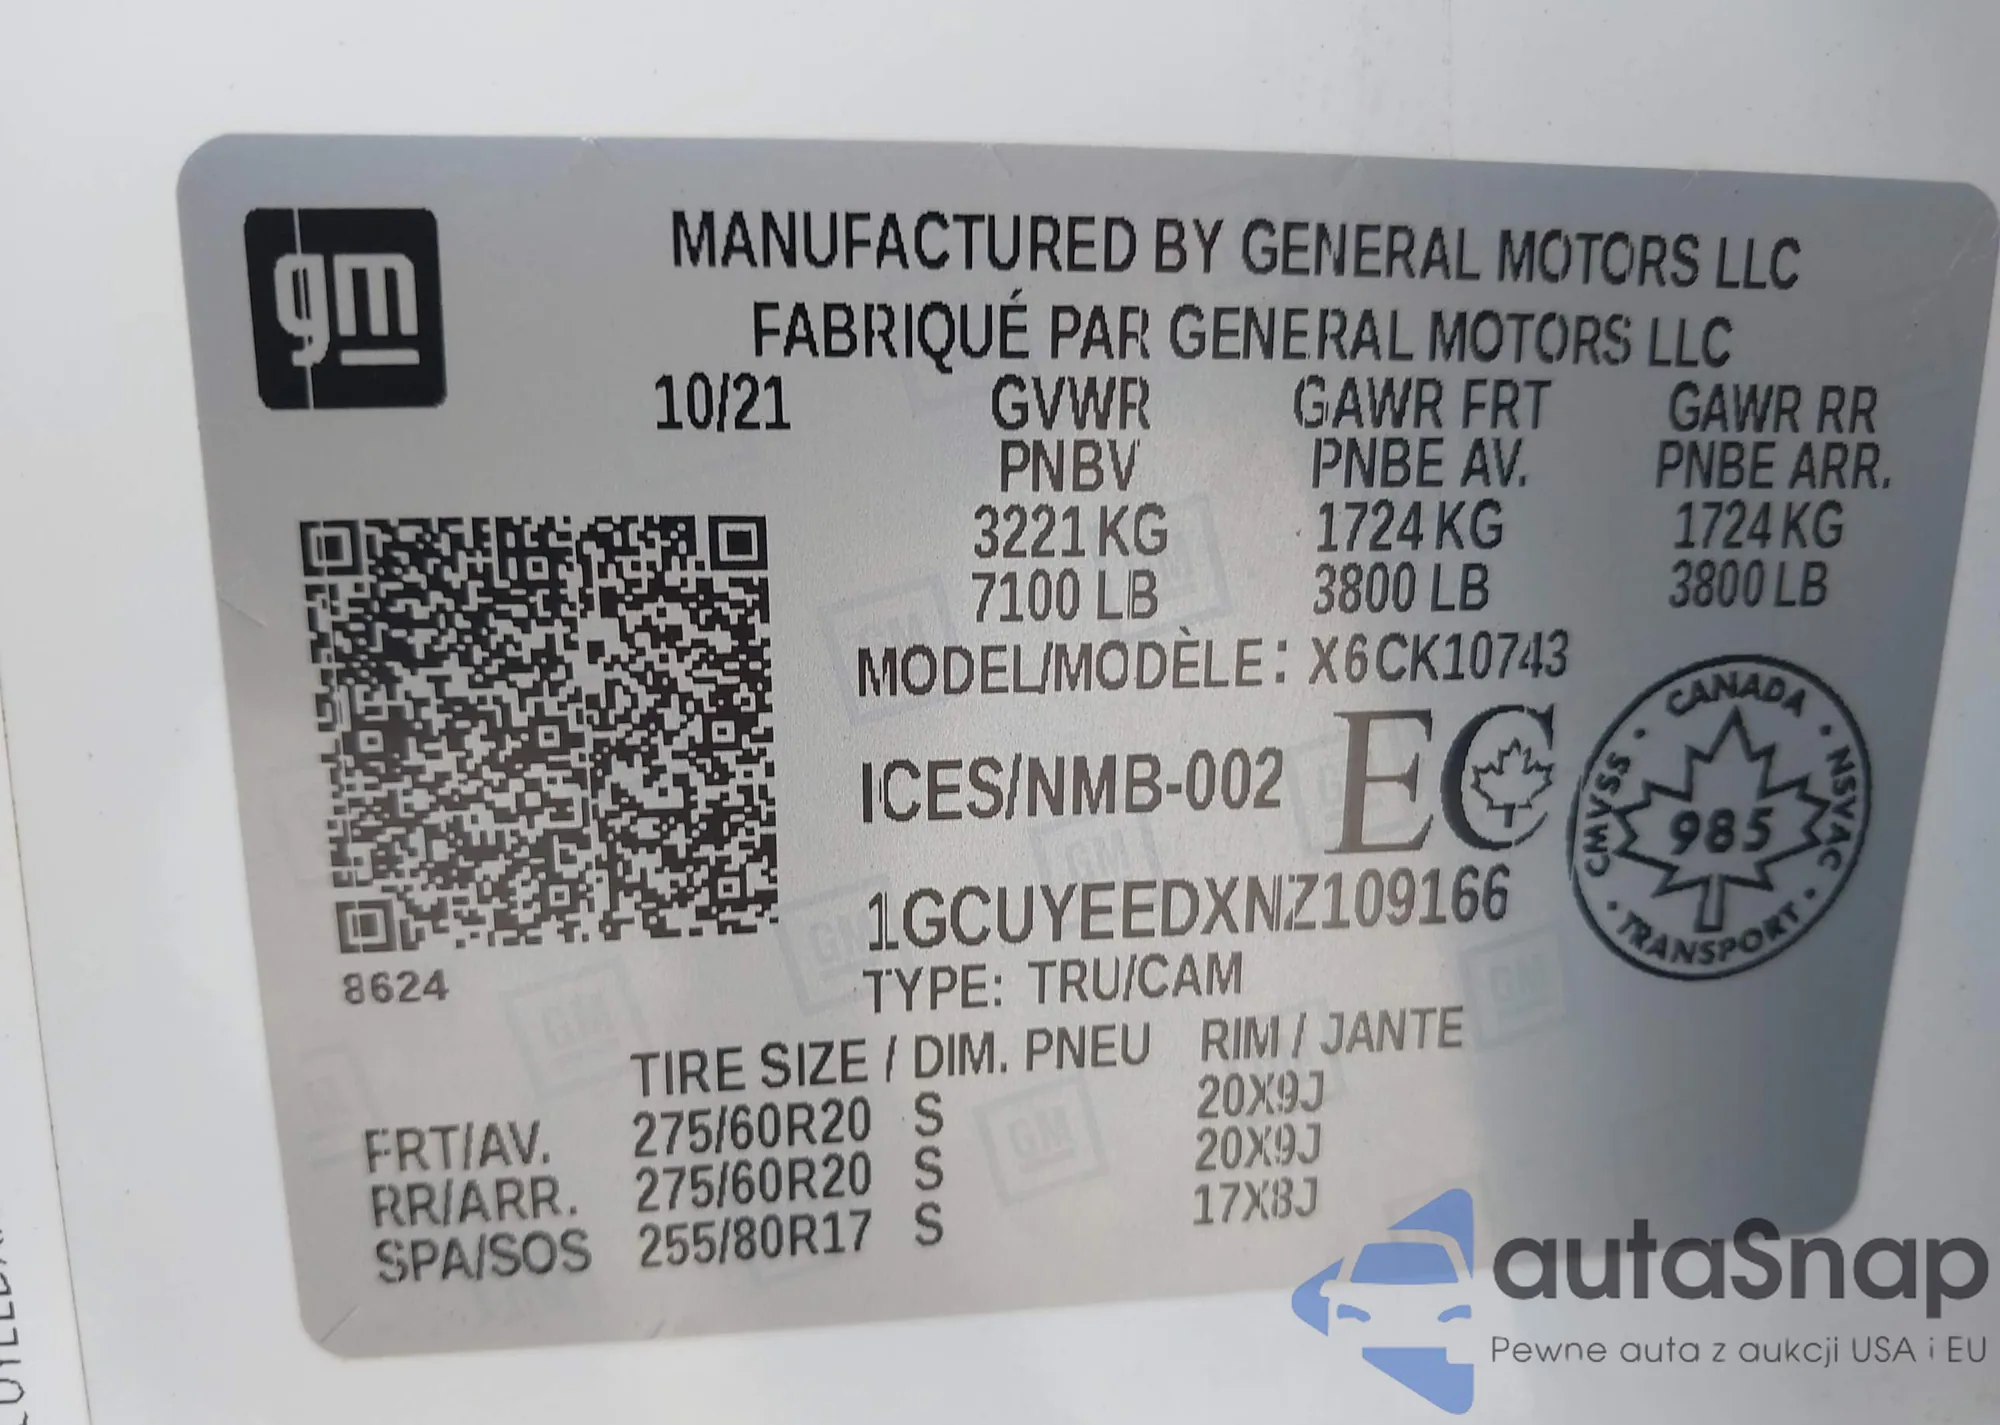 gm
MANUFACTURED BY GENERAL MOTORS LLC
FABRIQUÉ PAR GENERAL MOTORS LLC
10/21 GVWR GAWR FRT GAWR RR
PNBV PNBE AV. PNBE ARR.
3221 KG 1724 KG 1724 KG
7100 LB 3800 LB 3800 LB
MODEL/MODÈLE: X6CK10743
ICES/NMB-002 EC
CANADA
CMVSS · NSVAC
985
TRANSPORT
1GCUYEEDXNZ109166
8624
TYPE: TRU/CAM
TIRE SIZE / DIM. PNEU RIM / JANTE
FRT/AV. 275/60R20 S 20X9J
RR/ARR. 275/60R20 S 20X9J
SPA/SOS 255/80R17 S 17X8J
autaSnap
Pewne auta z aukcji USA i EU